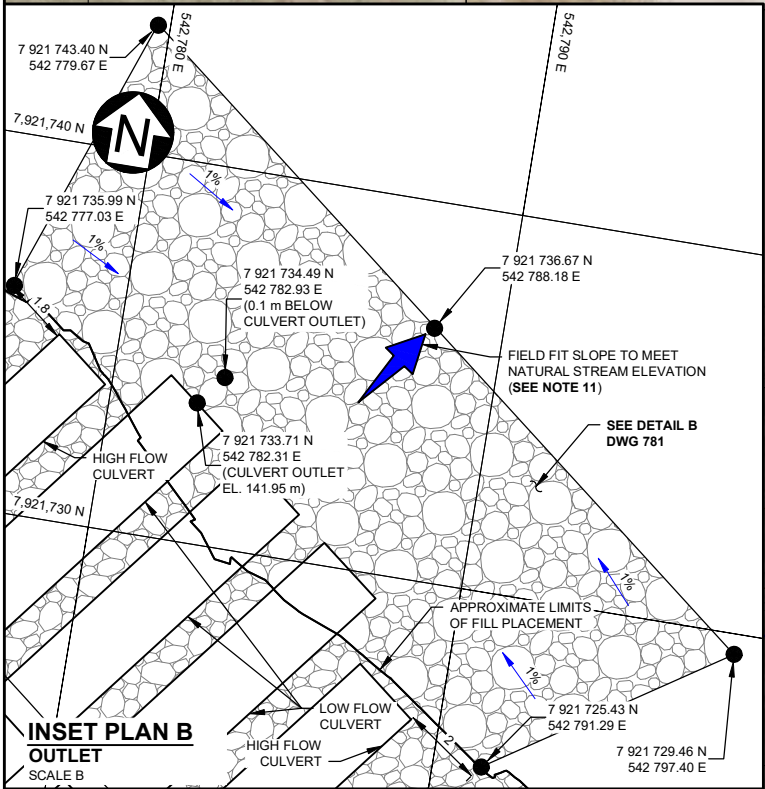 542,780 E
542,790 E
7 921 743.40 N
542 779.67 E
7,921,740 N
N
1%
7 921 735.99 N
542 777.03 E
1%
7 921 734.49 N
542 782.93 E
(0.1 m BELOW
CULVERT OUTLET)
7 921 736.67 N
542 788.18 E
1.8
FIELD FIT SLOPE TO MEET
NATURAL STREAM ELEVATION
(SEE NOTE 11)
SEE DETAIL B
DWG 781
7 921 733.71 N
542 782.31 E
(CULVERT OUTLET
EL. 141.95 m)
HIGH FLOW
CULVERT
7,921,730 N
1%
APPROXIMATE LIMITS
OF FILL PLACEMENT
1%
LOW FLOW
CULVERT
7 921 725.43 N
542 791.29 E
HIGH FLOW
CULVERT
2
7 921 729.46 N
542 797.40 E
INSET PLAN B
OUTLET
SCALE B